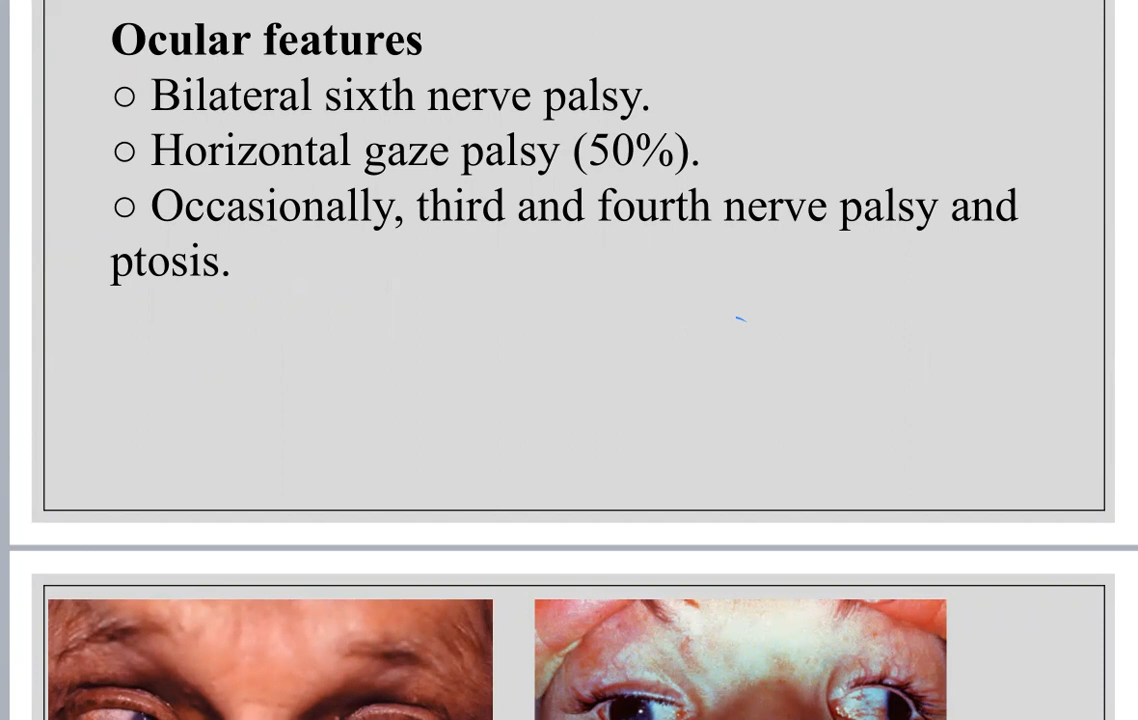 Ocular features
○ Bilateral sixth nerve palsy.
○ Horizontal gaze palsy (50%).
○ Occasionally, third and fourth nerve palsy and
ptosis.